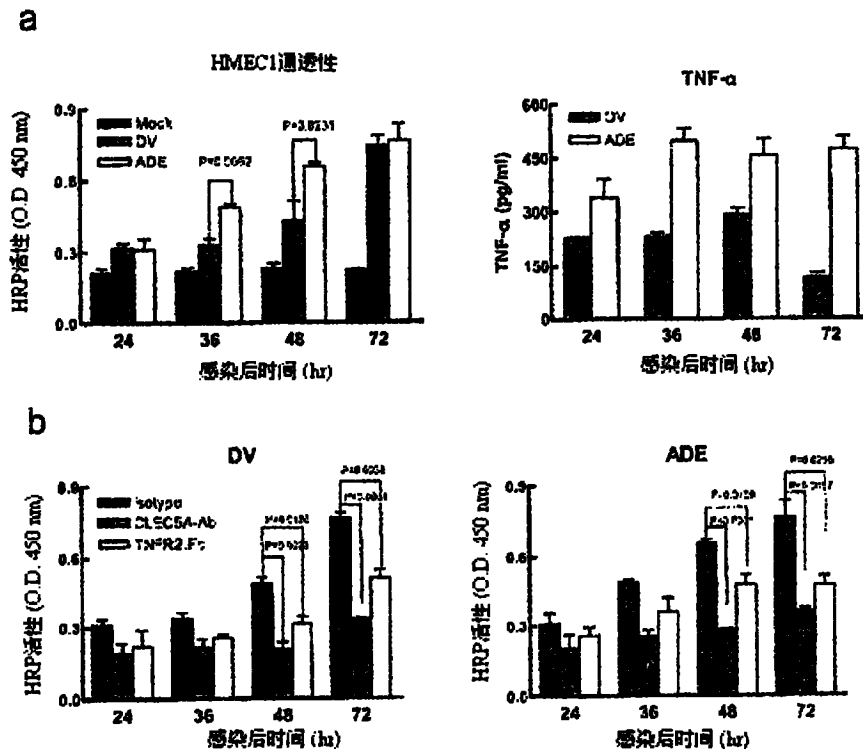 a
HMEC1通透性
HRP活性 (O.D. 450 nm)
0.9
0.3
0.0
Mock
DV
ADE
24
36
48
72
感染后时间 (hr)
TNF-α
TNF-α (pg/ml)
600
450
300
150
0
DV
ADE
24
36
48
72
感染后时间 (hr)
b
DV
HRP活性 (O.D. 450 nm)
0.9
0.6
0.3
0.0
Isotype
CLEC5A-Ab
TNFR2.Fc
24
36
48
72
感染后时间 (hr)
ADE
HRP活性 (O.D. 450 nm)
0.9
0.6
0.3
0.0
24
36
48
72
感染后时间 (hr)